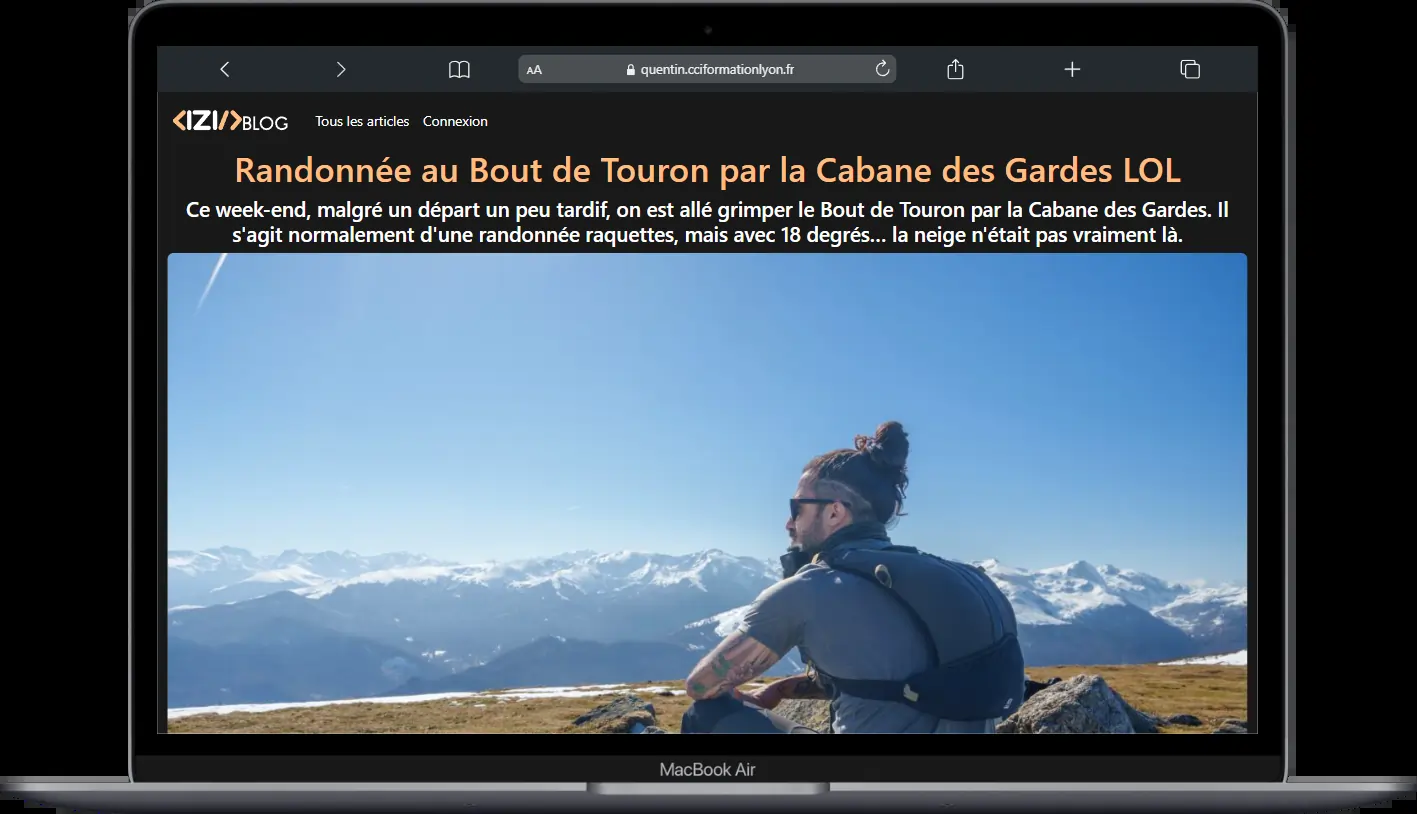 AA
quentin.cciformationlyon.fr
<IZI/>BLOG
Tous les articles
Connexion
Randonnée au Bout de Touron par la Cabane des Gardes LOL
Ce week-end, malgré un départ un peu tardif, on est allé grimper le Bout de Touron par la Cabane des Gardes. Il
s'agit normalement d'une randonnée raquettes, mais avec 18 degrés... la neige n'était pas vraiment là.
MacBook Air